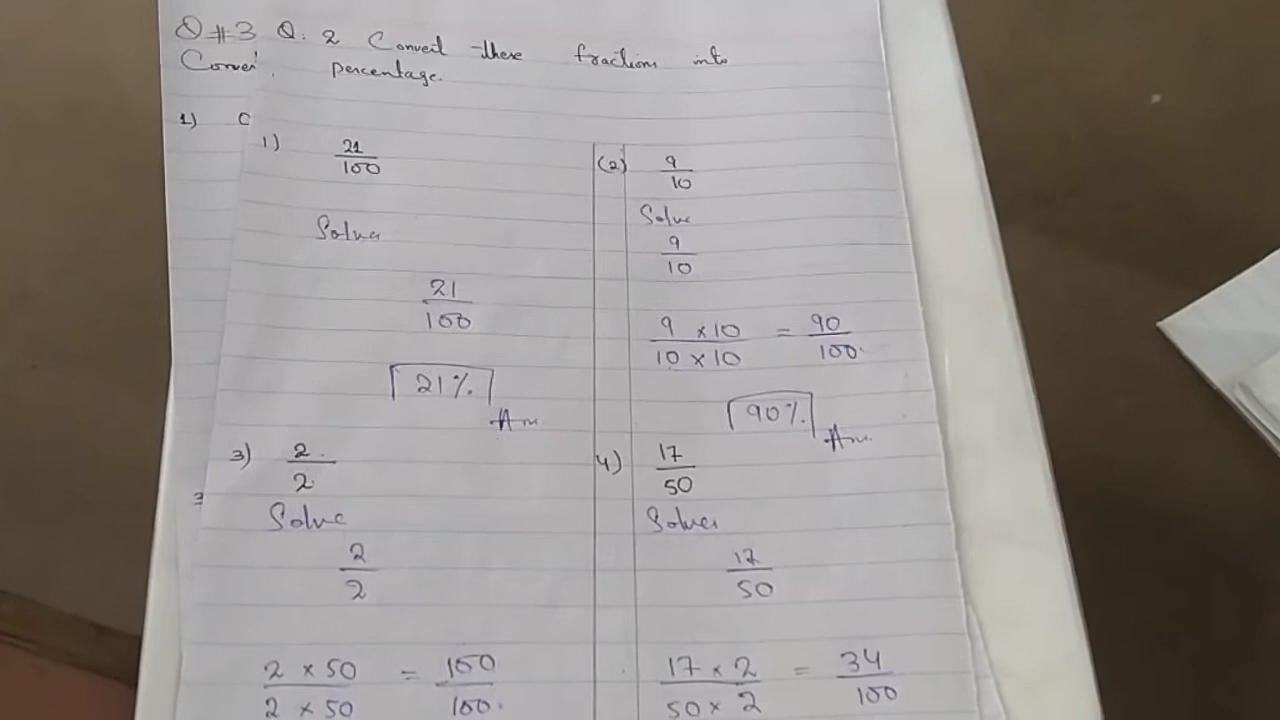 Q#3 Q. 2 Convert these fractions into
percentage.
1)
1) 21/100
Solve
21/100
21%
Ans
(2) 9/10
Solve
9/10
9 × 10 / 10 × 10 = 90/100.
90%
Ans.
3) 2/2
Solve
2/2
2 × 50 / 2 × 50 = 100/100.
4) 17/50
Solve
17/50
17 × 2 / 50 × 2 = 34/100